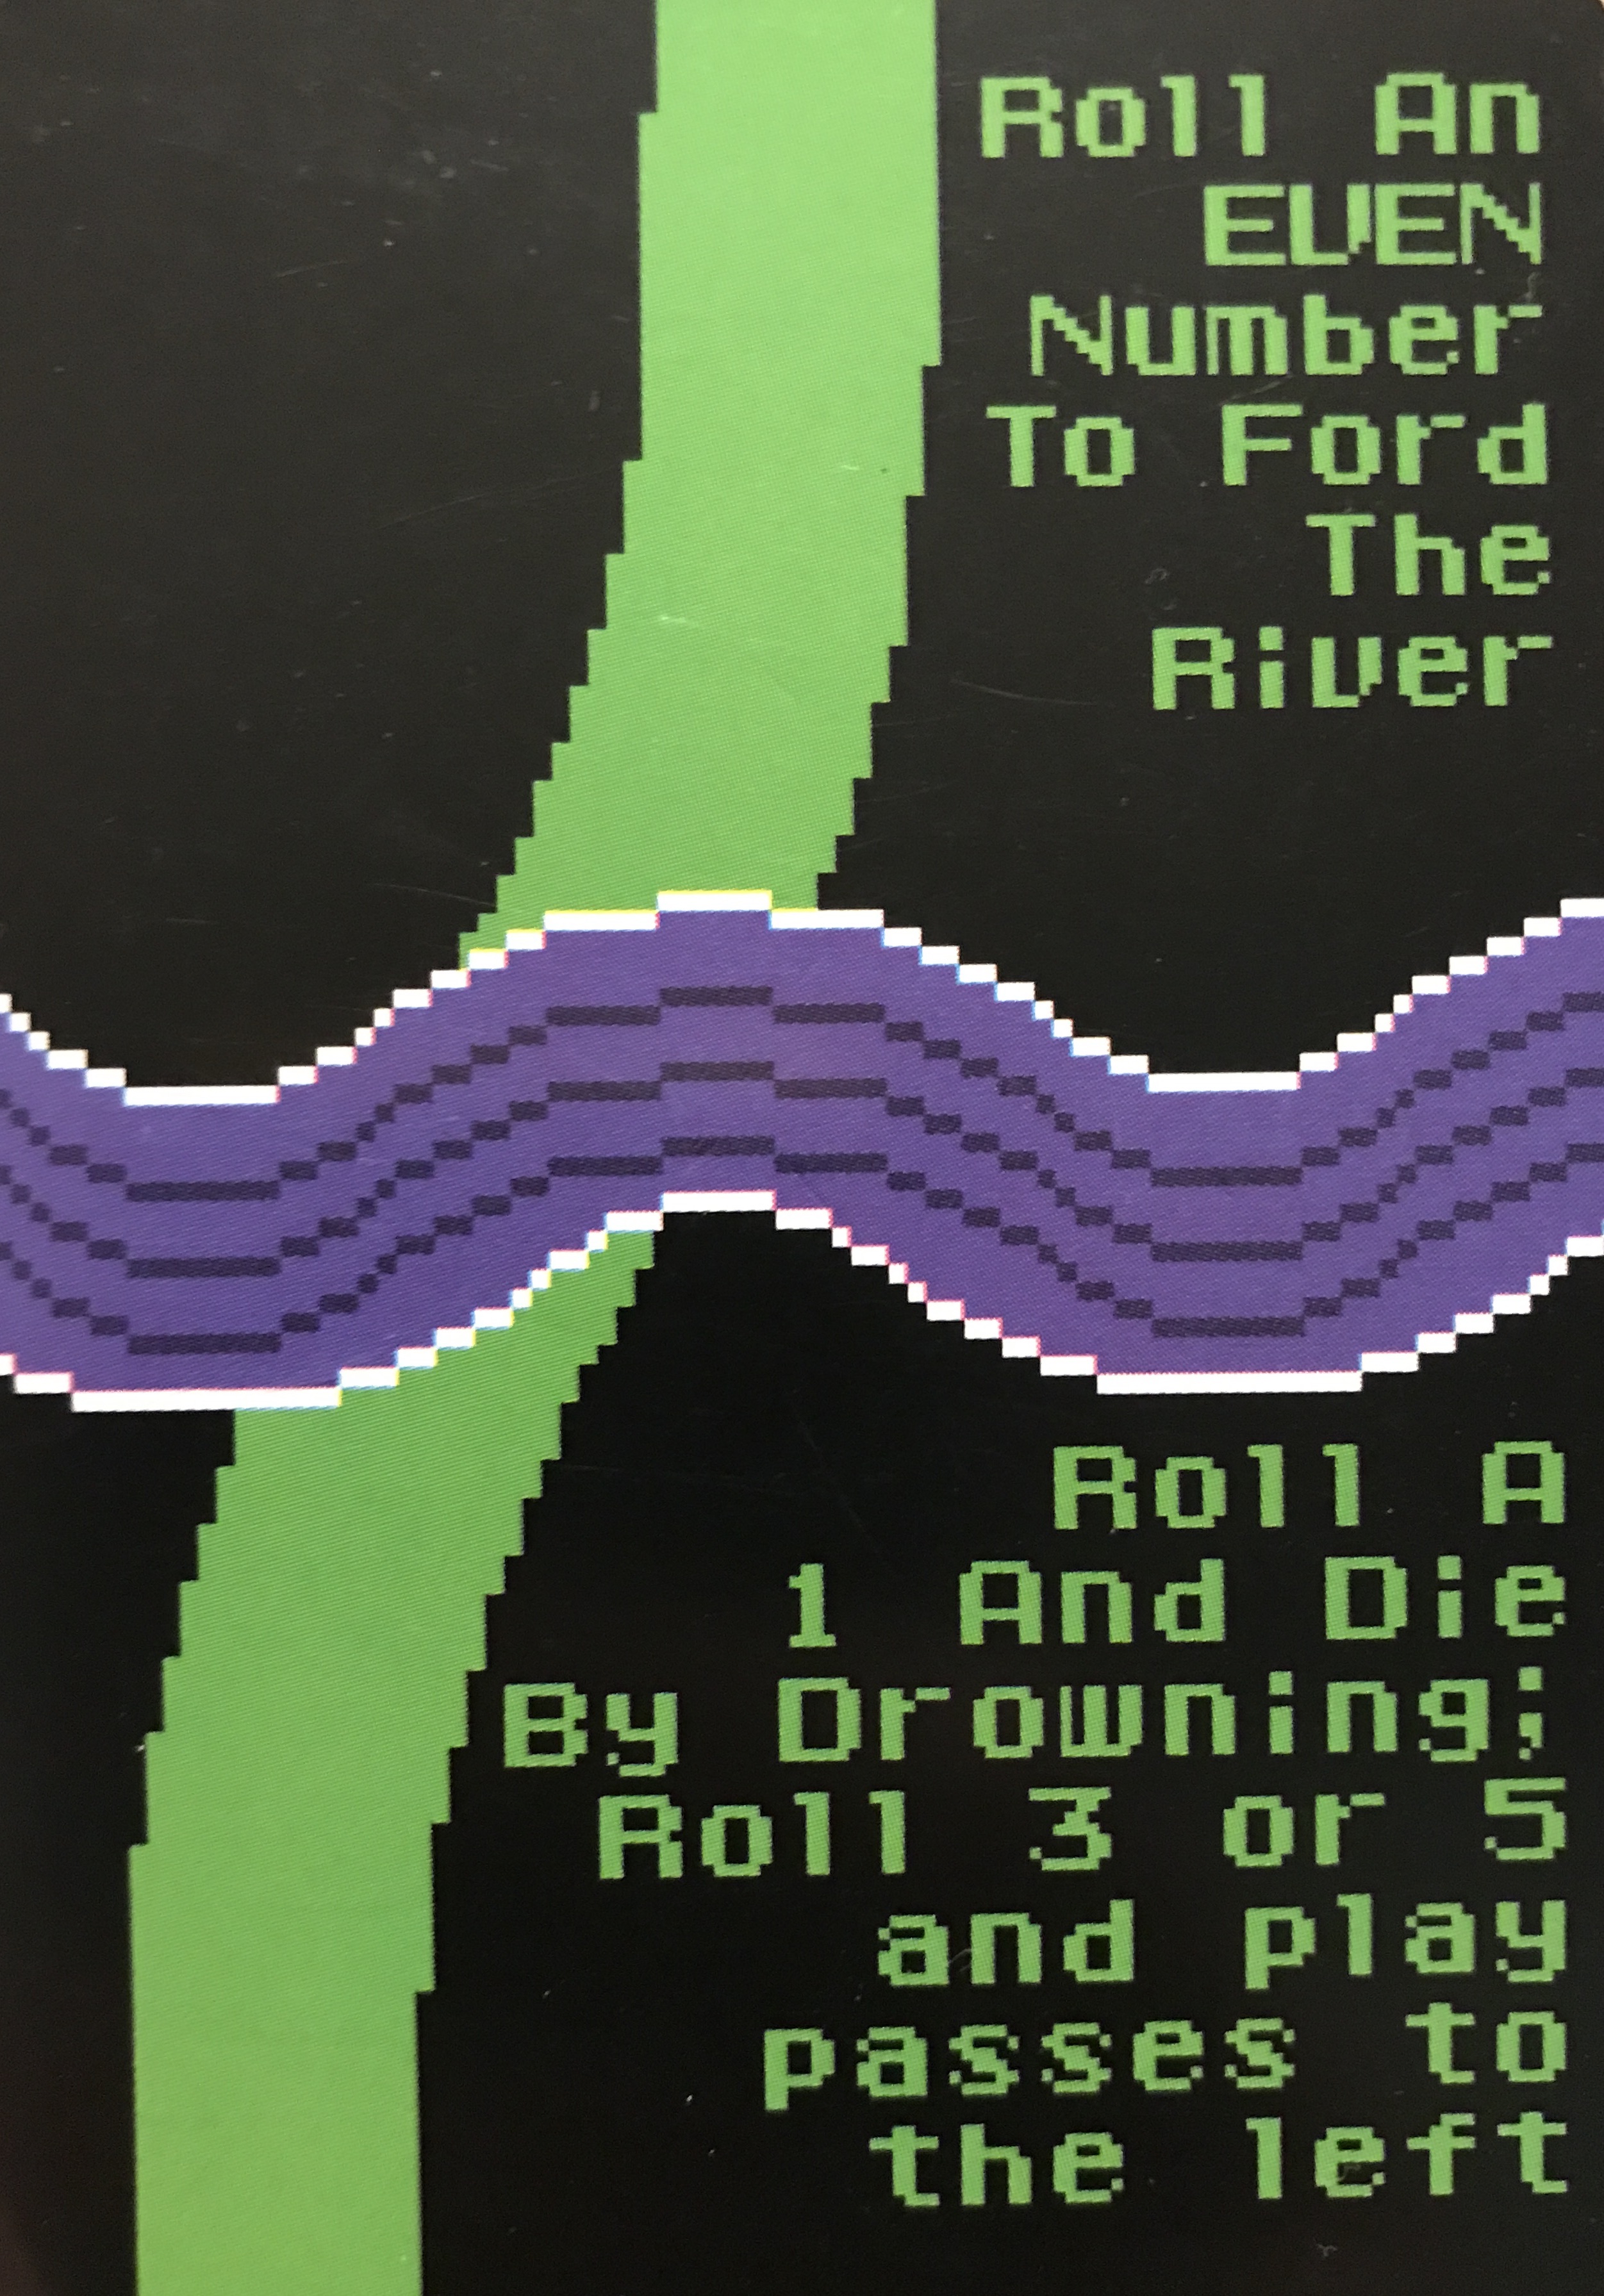 Roll An
EVEN
Number
To Ford
The
River
Roll A
1 And Die
By Drowning;
Roll 3 or 5
and play
passes to
the left